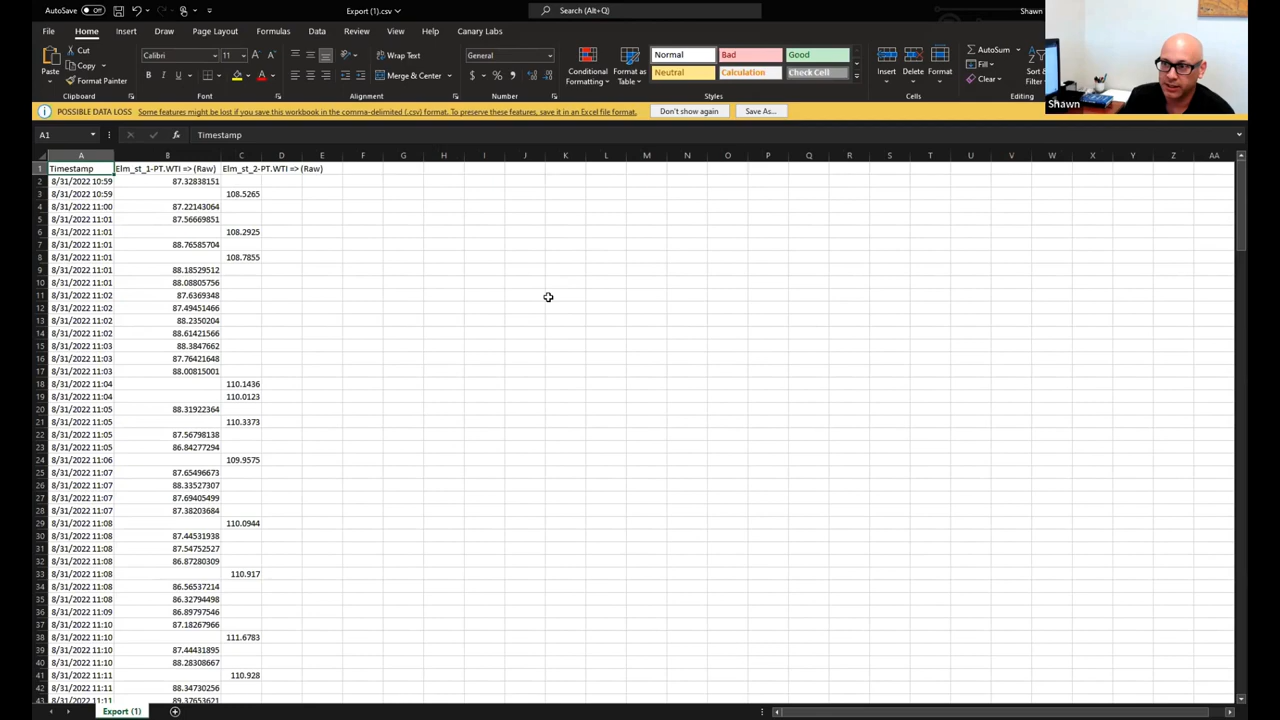 AutoSave Off Export (1).csv Search (Alt+Q) Shawn
File Home Insert Draw Page Layout Formulas Data Review View Help Canary Labs
Paste Cut Copy Format Painter Calibri 11 Wrap Text Merge & Center General Conditional Formatting Format as Table Normal Bad Good Neutral Calculation Check Cell Insert Delete Format AutoSum Fill Clear Sort
Clipboard Font Alignment Number Styles Cells Editing
Shawn
POSSIBLE DATA LOSS Some features might be lost if you save this workbook in the comma-delimited (.csv) format. To preserve these features, save it in an Excel file format. Don't show again Save As...
A1 fx Timestamp
A B C D E F G H I J K L M N O P Q R S T U V W X Y Z AA
1 Timestamp Elm_st_1-PT.WTI => (Raw) Elm_st_2-PT.WTI => (Raw)
2 8/31/2022 10:59 87.32838151
3 8/31/2022 10:59 108.5265
4 8/31/2022 11:00 87.22143064
5 8/31/2022 11:01 87.56669851
6 8/31/2022 11:01 108.2925
7 8/31/2022 11:01 88.76585704
8 8/31/2022 11:01 108.7855
9 8/31/2022 11:01 88.18529512
10 8/31/2022 11:01 88.08805756
11 8/31/2022 11:02 87.6369348
12 8/31/2022 11:02 87.49451466
13 8/31/2022 11:02 88.2350204
14 8/31/2022 11:02 88.61421566
15 8/31/2022 11:03 88.3847662
16 8/31/2022 11:03 87.76421648
17 8/31/2022 11:03 88.00815001
18 8/31/2022 11:04 110.1436
19 8/31/2022 11:04 110.0123
20 8/31/2022 11:05 88.31922364
21 8/31/2022 11:05 110.3373
22 8/31/2022 11:05 87.56798138
23 8/31/2022 11:05 86.84277294
24 8/31/2022 11:06 109.9575
25 8/31/2022 11:07 87.65496673
26 8/31/2022 11:07 88.33527307
27 8/31/2022 11:07 87.69405499
28 8/31/2022 11:07 87.38203684
29 8/31/2022 11:08 110.0944
30 8/31/2022 11:08 87.44531938
31 8/31/2022 11:08 87.54752527
32 8/31/2022 11:08 86.87280309
33 8/31/2022 11:08 110.917
34 8/31/2022 11:08 86.56537214
35 8/31/2022 11:08 86.32794498
36 8/31/2022 11:09 86.89797546
37 8/31/2022 11:10 87.18267966
38 8/31/2022 11:10 111.6783
39 8/31/2022 11:10 87.44431895
40 8/31/2022 11:10 88.28308667
41 8/31/2022 11:11 110.928
42 8/31/2022 11:11 88.34730256
43 8/31/2022 11:11 89.37653621
Export (1)